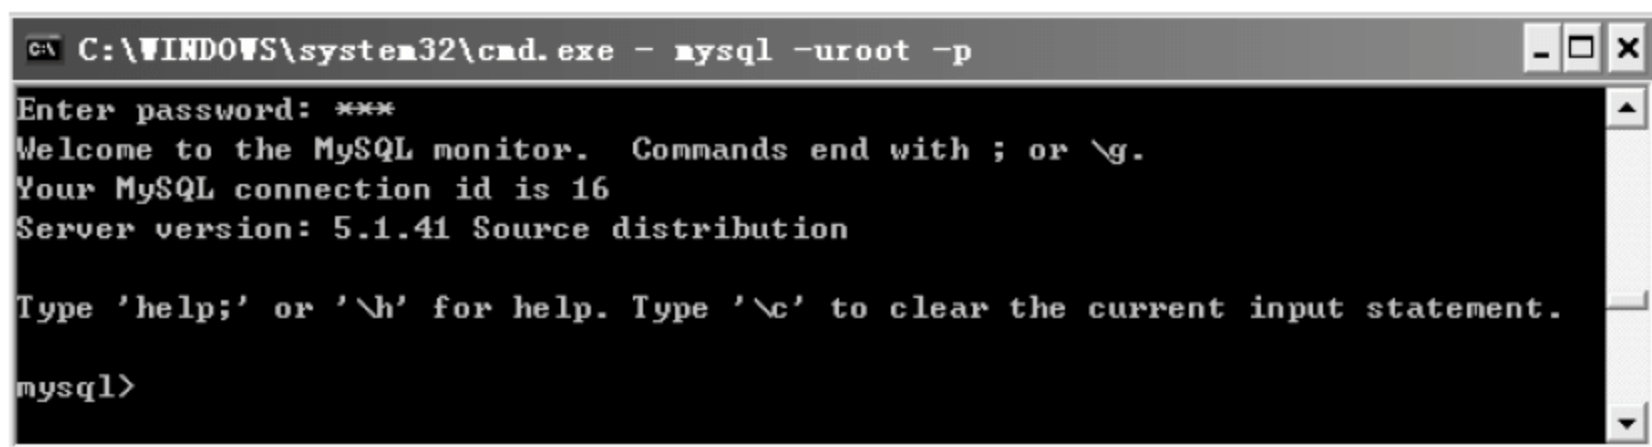 C:\WINDOWS\system32\cmd.exe - mysql -uroot -p
Enter password: ***
Welcome to the MySQL monitor.  Commands end with ; or \g.
Your MySQL connection id is 16
Server version: 5.1.41 Source distribution
Type 'help;' or '\h' for help. Type '\c' to clear the current input statement.
mysql>